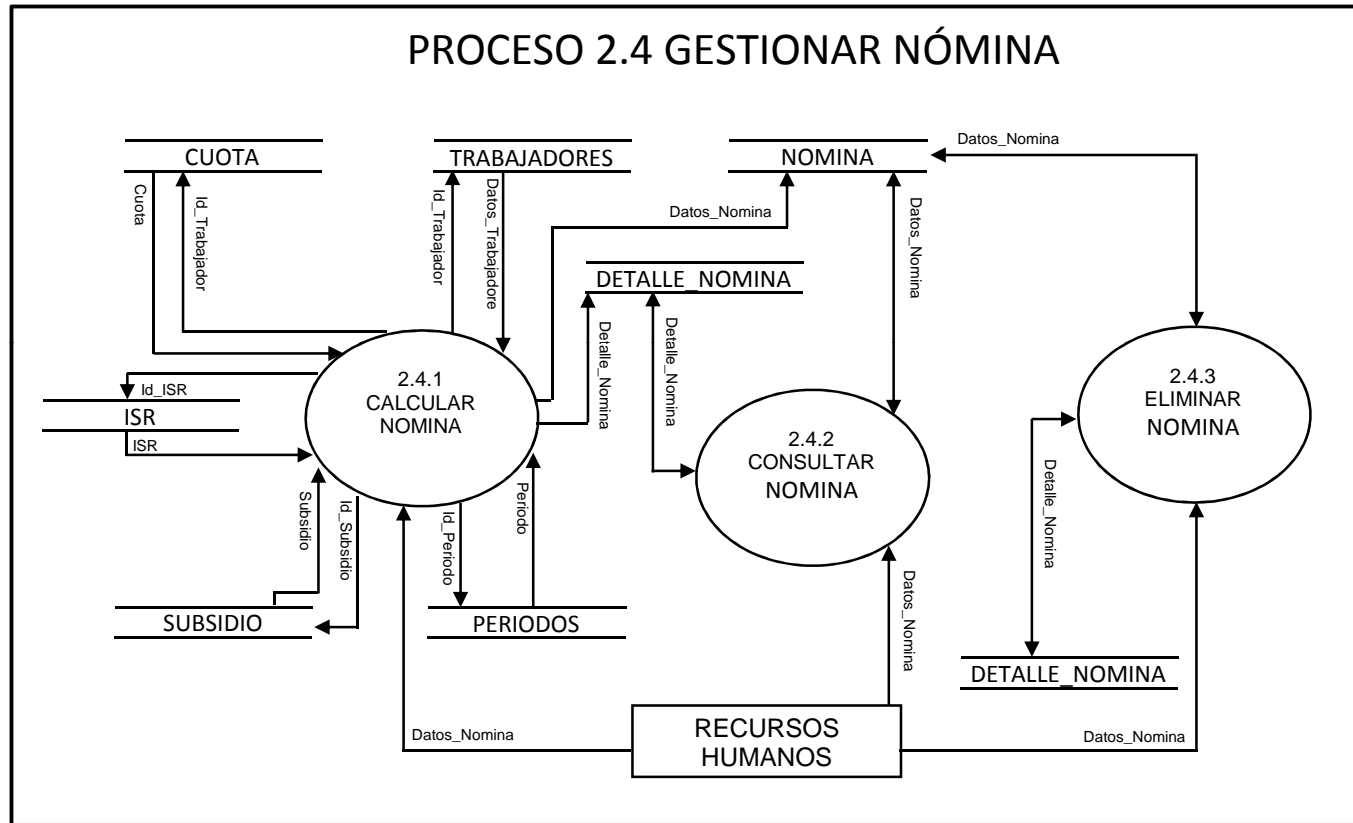 PROCESO 2.4 GESTIONAR NÓMINA
Datos_Nomina
CUOTA
TRABAJADORES
NOMINA
Cuota
Id_Trabajador
Id_Trabajador
Datos_Trabajadore
Datos_Nomina
Datos_Nomina
DETALLE_NOMINA
Detalle_Nomina
Detalle_Nomina
2.4.1
CALCULAR
NOMINA
Id_ISR
ISR
ISR
2.4.2
CONSULTAR
NOMINA
2.4.3
ELIMINAR
NOMINA
Detalle_Nomina
Subsidio
Id_Subsidio
Id_Periodo
Periodo
Datos_Nomina
SUBSIDIO
PERIODOS
DETALLE_NOMINA
RECURSOS
HUMANOS
Datos_Nomina
Datos_Nomina